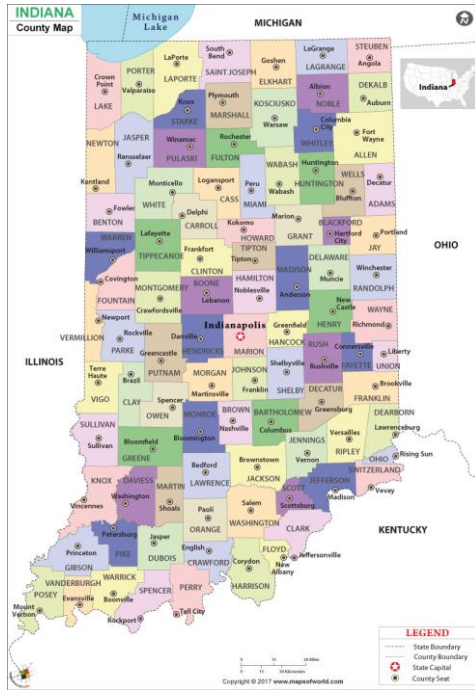 INDIANA
County Map
Michigan
Lake
MICHIGAN
N
STEUBEN
Angola
LaPorte
LAPORTE
South
Bend
SAINT JOSEPH
Goshen
ELKHART
LaGrange
LAGRANGE
PORTER
Valparaiso
Crown
Point
LAKE
Indiana
DEKALB
Auburn
Albion
NOBLE
Knox
STARKE
Plymouth
MARSHALL
KOSCIUSKO
Warsaw
Columbia
City
WHITLEY
Fort
Wayne
ALLEN
NEWTON
Kentland
JASPER
Rensselaer
Winamac
PULASKI
Rochester
FULTON
WABASH
Wabash
Huntington
HUNTINGTON
WELLS
Bluffton
Decatur
ADAMS
Monticello
WHITE
Logansport
CASS
Peru
MIAMI
Fowler
BENTON
Delphi
CARROLL
Kokomo
HOWARD
Marion
GRANT
BLACKFORD
Hartford
City
Portland
JAY
OHIO
WARREN
Williamsport
Lafayette
TIPPECANOE
Frankfort
CLINTON
TIPTON
Tipton
MADISON
Anderson
DELAWARE
Muncie
Winchester
RANDOLPH
Covington
FOUNTAIN
MONTGOMERY
Crawfordsville
BOONE
Lebanon
HAMILTON
Noblesville
New
Castle
HENRY
WAYNE
Richmond
Newport
VERMILLION
Rockville
PARKE
Danville
HENDRICKS
Indianapolis
MARION
Greenfield
HANCOCK
RUSH
Rushville
Connersville
FAYETTE
Liberty
UNION
ILLINOIS
Greencastle
PUTNAM
MORGAN
Martinsville
JOHNSON
Franklin
Shelbyville
SHELBY
Terre
Haute
VIGO
Brazil
CLAY
Spencer
OWEN
DECATUR
Greensburg
Brookville
FRANKLIN
SULLIVAN
Sullivan
Bloomfield
GREENE
MONROE
Bloomington
BROWN
Nashville
BARTHOLOMEW
Columbus
JENNINGS
Vernon
Versailles
RIPLEY
DEARBORN
Lawrenceburg
OHIO
Rising Sun
SWITZERLAND
Vevay
Bedford
LAWRENCE
Brownetown
JACKSON
JEFFERSON
Madison
SCOTT
Scottsburg
KNOX
Vincennes
DAVIESS
Washington
MARTIN
Shoals
Salem
WASHINGTON
Paoli
ORANGE
CLARK
Jeffersonville
KENTUCKY
Petersburg
PIKE
Jasper
DUBOIS
English
CRAWFORD
Corydon
HARRISON
FLOYD
New
Albany
Princeton
GIBSON
VANDERBURGH
Evansville
WARRICK
Boonville
SPENCER
Rockport
PERRY
Tell City
POSEY
Mount
Vernon
LEGEND
State Boundary
County Boundary
State Capital
County Seat
Copyright © 2017 www.mapsofworld.com